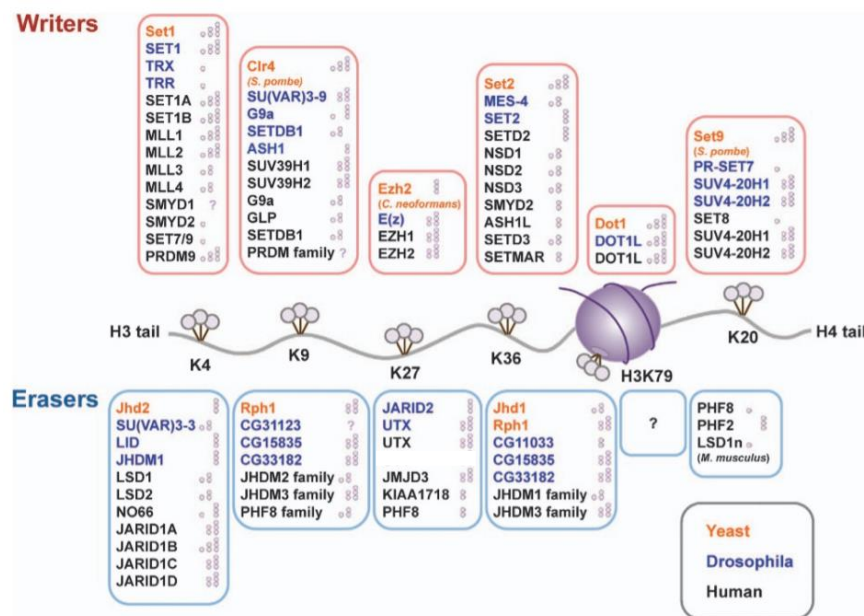 Writers
Set1
SET1
TRX
TRR
SET1A
SET1B
MLL1
MLL2
MLL3
MLL4
SMYD1 ?
SMYD2
SET7/9
PRDM9
Clr4
(S. pombe)
SU(VAR)3-9
G9a
SETDB1
ASH1
SUV39H1
SUV39H2
G9a
GLP
SETDB1
PRDM family ?
Ezh2
(C. neoformans)
E(z)
EZH1
EZH2
Set2
MES-4
SET2
SETD2
NSD1
NSD2
NSD3
SMYD2
ASH1L
SETD3
SETMAR
Dot1
DOT1L
DOT1L
Set9
(S. pombe)
PR-SET7
SUV4-20H1
SUV4-20H2
SET8
SUV4-20H1
SUV4-20H2
H3 tail
K4
K9
K27
K36
H3K79
K20
H4 tail
Erasers
Jhd2
SU(VAR)3-3
LID
JHDM1
LSD1
LSD2
NO66
JARID1A
JARID1B
JARID1C
JARID1D
Rph1
CG31123 ?
CG15835
CG33182
JHDM2 family
JHDM3 family
PHF8 family
JARID2
UTX
UTX
JMJD3
KIAA1718
PHF8
Jhd1
Rph1
CG11033
CG15835
CG33182
JHDM1 family
JHDM3 family
?
PHF8
PHF2
LSD1n
(M. musculus)
Yeast
Drosophila
Human